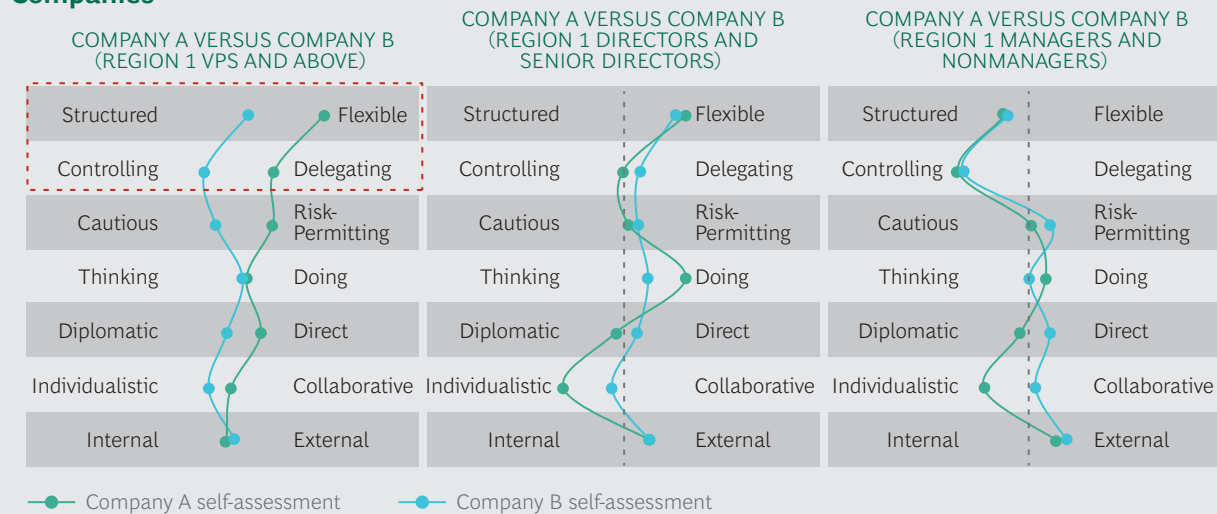 Companies
COMPANY A VERSUS COMPANY B
(REGION 1 VPS AND ABOVE)
Structured
Flexible
Controlling
Delegating
Cautious
Risk-
Permitting
Thinking
Doing
Diplomatic
Direct
Individualistic
Collaborative
Internal
External
COMPANY A VERSUS COMPANY B
(REGION 1 DIRECTORS AND
SENIOR DIRECTORS)
Structured
Flexible
Controlling
Delegating
Cautious
Risk-
Permitting
Thinking
Doing
Diplomatic
Direct
Individualistic
Collaborative
Internal
External
COMPANY A VERSUS COMPANY B
(REGION 1 MANAGERS AND
NONMANAGERS)
Structured
Flexible
Controlling
Delegating
Cautious
Risk-
Permitting
Thinking
Doing
Diplomatic
Direct
Individualistic
Collaborative
Internal
External
Company A self-assessment
Company B self-assessment